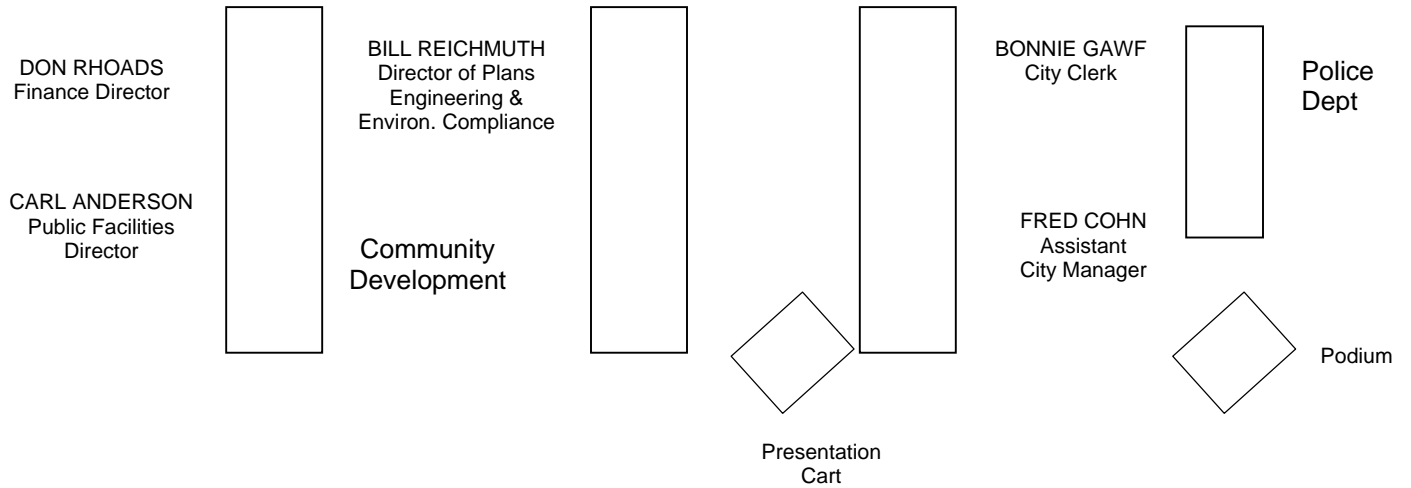 DON RHOADS
Finance Director
CARL ANDERSON
Public Facilities
Director
BILL REICHMUTH
Director of Plans
Engineering &
Environ. Compliance
Community
Development
Presentation
Cart
BONNIE GAWF
City Clerk
FRED COHN
Assistant
City Manager
Police
Dept
Podium